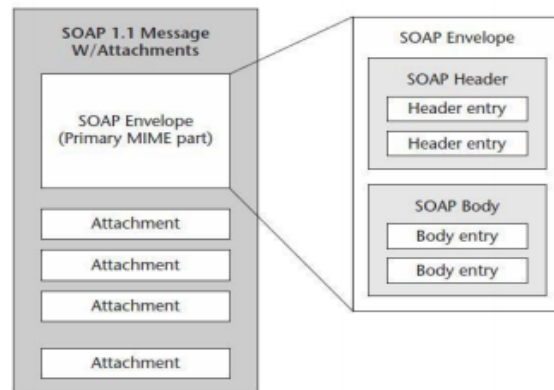 SOAP 1.1 Message
W/Attachments
SOAP Envelope
(Primary MIME part)
Attachment
Attachment
Attachment
Attachment
SOAP Envelope
SOAP Header
Header entry
Header entry
SOAP Body
Body entry
Body entry